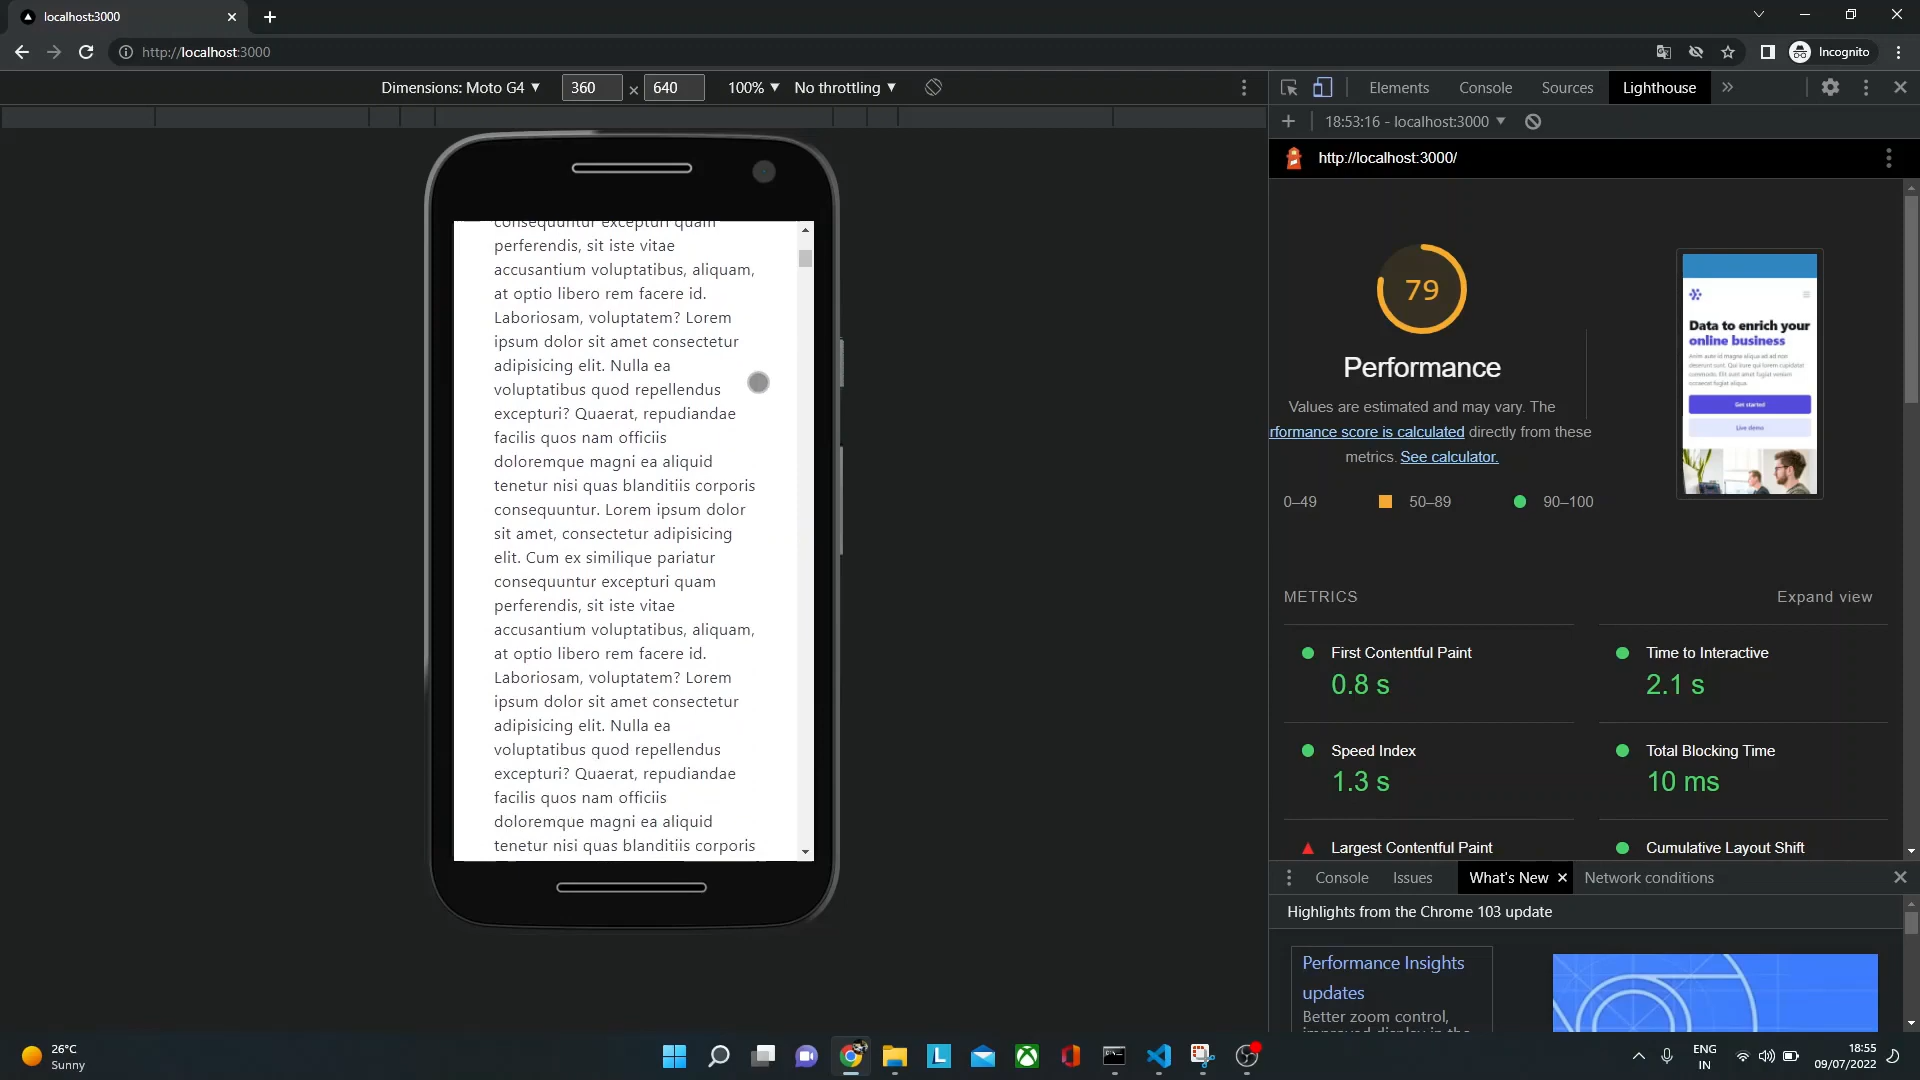 localhost:3000
http://localhost:3000
Incognito
Dimensions: Moto G4
360 × 640
100%
No throttling
Elements
Console
Sources
Lighthouse
18:53:16 - localhost:3000
http://localhost:3000/
consequuntur excepturi quam
perferendis, sit iste vitae
accusantium voluptatibus, aliquam,
at optio libero rem facere id.
Laboriosam, voluptatem? Lorem
ipsum dolor sit amet consectetur
adipisicing elit. Nulla ea
voluptatibus quod repellendus
excepturi? Quaerat, repudiandae
facilis quos nam officiis
doloremque magni ea aliquid
tenetur nisi quas blanditiis corporis
consequuntur. Lorem ipsum dolor
sit amet, consectetur adipisicing
elit. Cum ex similique pariatur
consequuntur excepturi quam
perferendis, sit iste vitae
accusantium voluptatibus, aliquam,
at optio libero rem facere id.
Laboriosam, voluptatem? Lorem
ipsum dolor sit amet consectetur
adipisicing elit. Nulla ea
voluptatibus quod repellendus
excepturi? Quaerat, repudiandae
facilis quos nam officiis
doloremque magni ea aliquid
tenetur nisi quas blanditiis corporis
79
Performance
Values are estimated and may vary. The
rformance score is calculated directly from these
metrics. See calculator.
0–49
50–89
90–100
Data to enrich your
online business
Get started
Live demo
METRICS
Expand view
First Contentful Paint
0.8 s
Time to Interactive
2.1 s
Speed Index
1.3 s
Total Blocking Time
10 ms
Largest Contentful Paint
Cumulative Layout Shift
Console
Issues
What's New
Network conditions
Highlights from the Chrome 103 update
Performance Insights
updates
Better zoom control,
improved display in the
26°C
Sunny
L
ENG
IN
18:55
09/07/2022